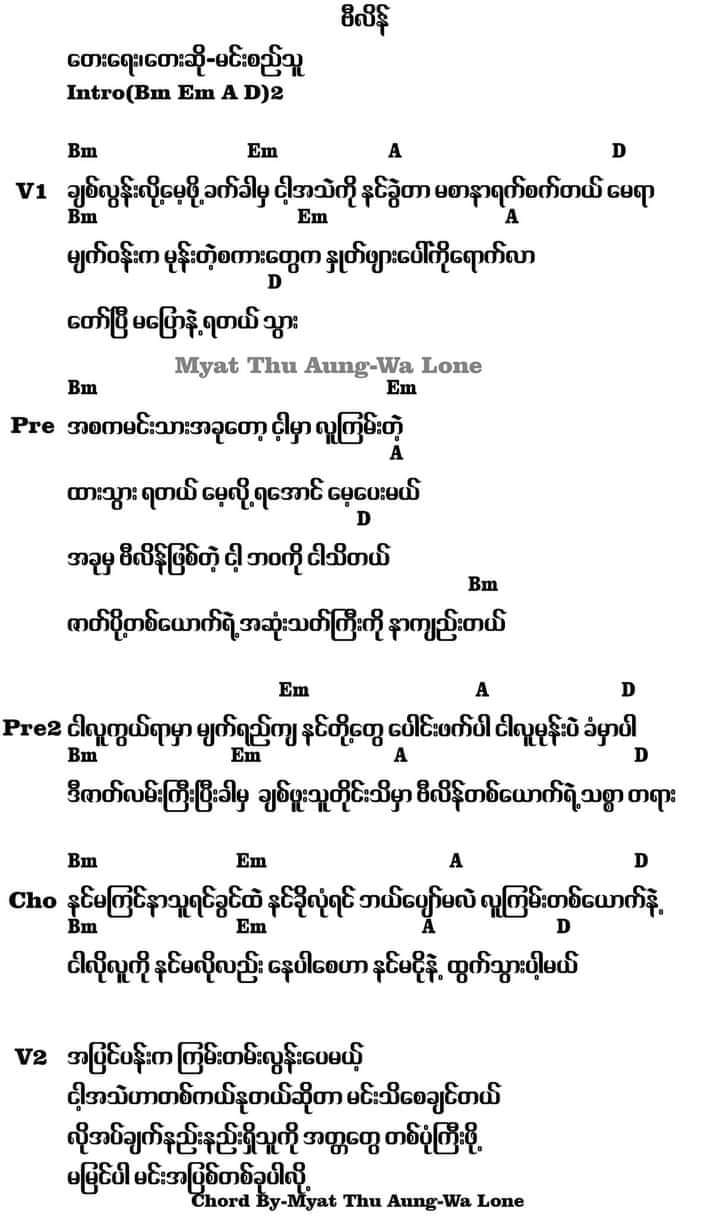 ဗီလိန်
တေးရေး၊တေးဆို-မင်းစည်သူ
Intro(Bm Em A D)2
Bm Em A D
V1 ချစ်လွန်းလို့မေ့ဖို့ခက်ခါမှ ငါ့အသဲကို နင်ခွဲတာ မစာနာရက်စက်တယ် မေရာ
Bm Em A
မျက်ဝန်းက မုန်းတဲ့စကားတွေက နှုတ်ဖျားပေါ်ကိုရောက်လာ
D
တော်ပြီ မပြောနဲ့ ရတယ် သွား
Myat Thu Aung-Wa Lone
Bm Em
Pre အစကမင်းသားအခုတော့ ငါ့မှာ လူကြမ်းတဲ့
A
ထားသွား ရတယ် မေ့လို့ရအောင် မေ့ပေးမယ်
D
အခုမှ ဗီလိန်ဖြစ်တဲ့ ငါ့ ဘဝကို ငါသိတယ်
Bm
ဇာတ်ပို့တစ်ယောက်ရဲ့အဆုံးသတ်ကြီးကို နာကျည်းတယ်
Em A D
Pre2 ငါလူကွယ်ရာမှာ မျက်ရည်ကျ နင်တို့တွေ ပေါင်းဖက်ပါ ငါလူမုန်းပဲ ခံမှာပါ
Bm Em A D
ဒီဇာတ်လမ်းကြီးပြီးခါမှ ချစ်ဖူးသူတိုင်းသိမှာ ဗီလိန်တစ်ယောက်ရဲ့သစ္စာ တရား
Bm Em A D
Cho နင်မကြင်နာသူရင်ခွင်ထဲ နင်ခိုလုံရင် ဘယ်ပျော်မလဲ လူကြမ်းတစ်ယောက်နဲ့
Bm Em A D
ငါလိုလူကို နင်မလိုလည်း နေပါစေဟာ နင်မငိုနဲ့ ထွက်သွားပါ့မယ်
V2 အပြင်ပန်းက ကြမ်းတမ်းလွန်းပေမယ့်
ငါ့အသဲဟာတစ်ကယ်နုတယ်ဆိုတာ မင်းသိစေချင်တယ်
လိုအပ်ချက်နည်းနည်းရှိသူကို အတ္တတွေ တစ်ပုံကြီးဖို့
မမြင်ပါ မင်းအပြစ်တစ်ခုပါလို့
Chord By-Myat Thu Aung-Wa Lone